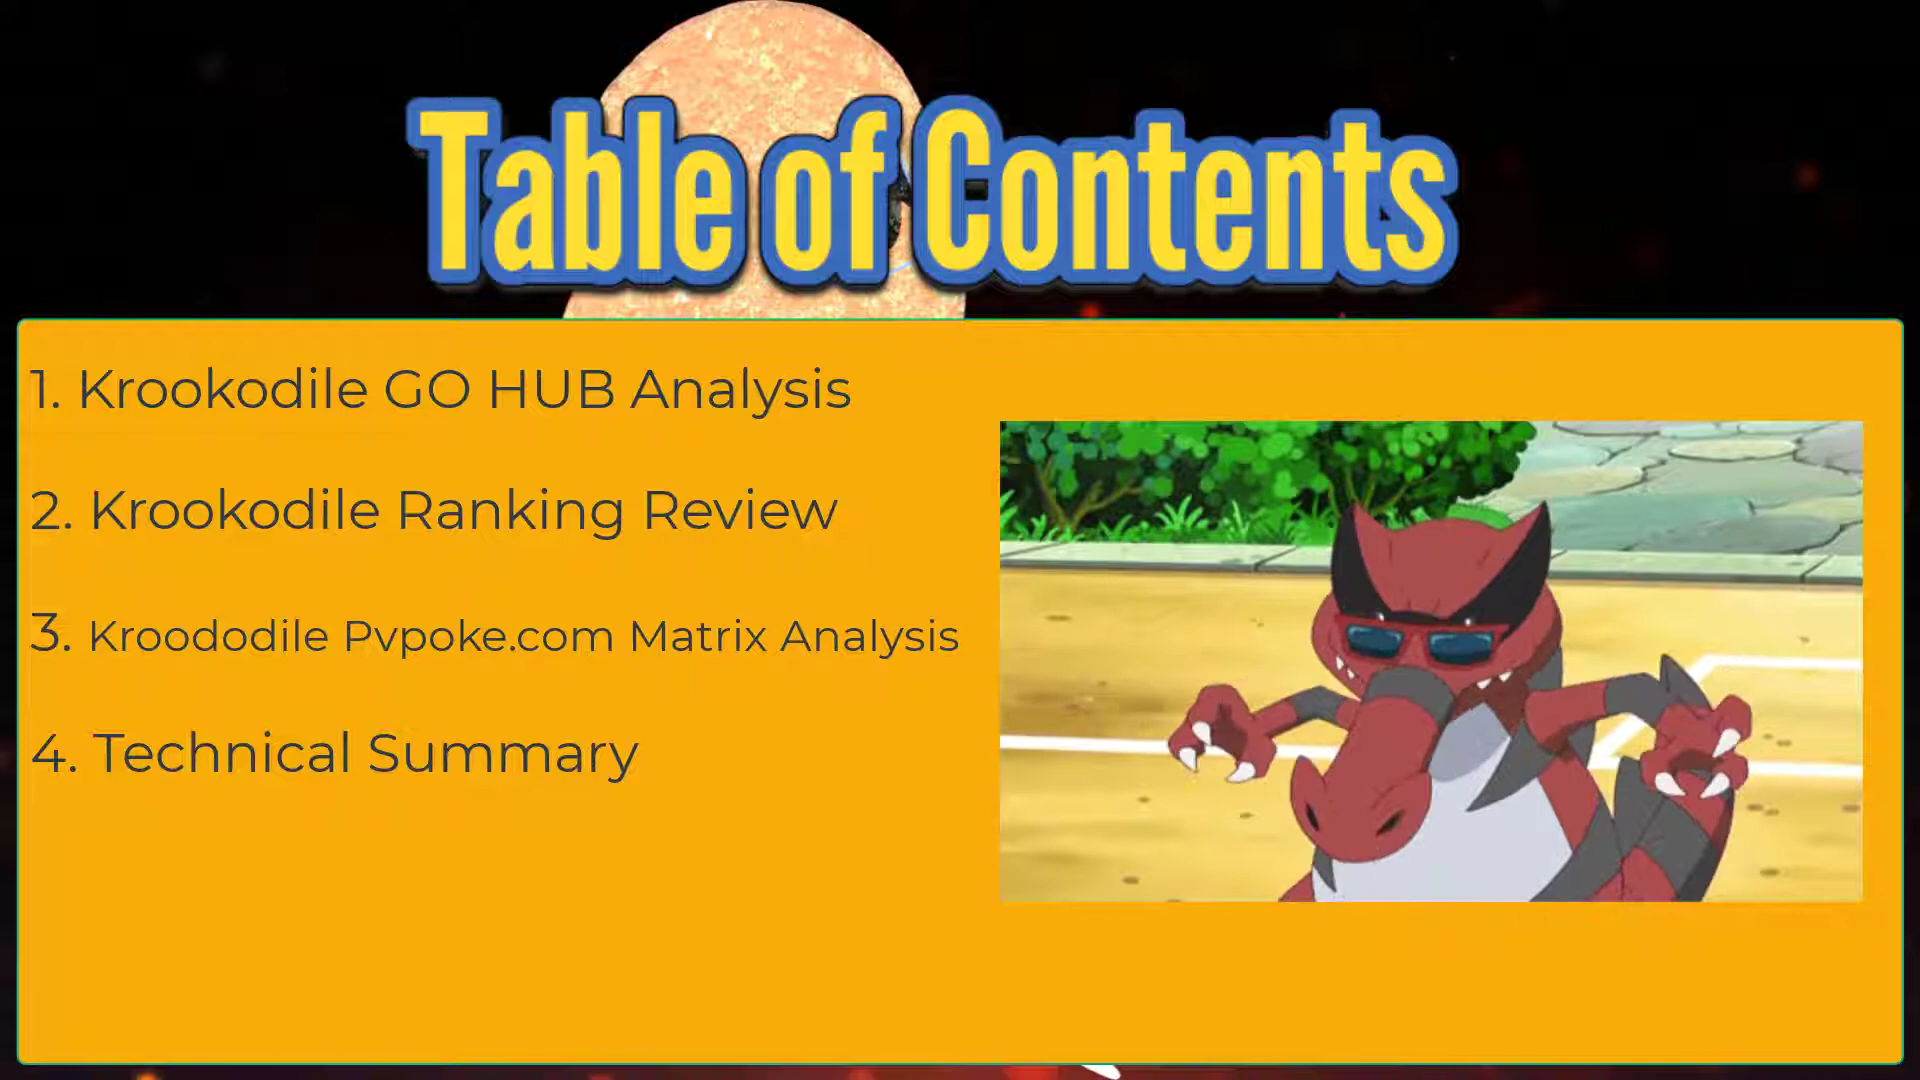 Table of Contents
1. Krookodile GO HUB Analysis
2. Krookodile Ranking Review
3. Kroododile Pvpoke.com Matrix Analysis
4. Technical Summary